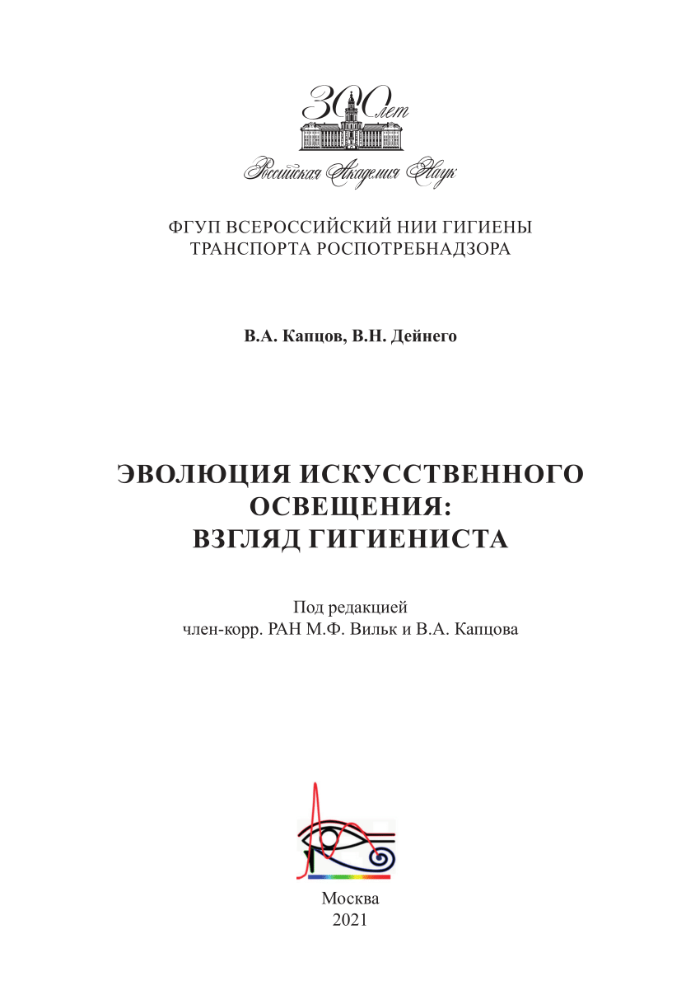 300 лет
Российская Академия Наук
ФГУП ВСЕРОССИЙСКИЙ НИИ ГИГИЕНЫ
ТРАНСПОРТА РОСПОТРЕБНАДЗОРА
В.А. Капцов, В.Н. Дейнего
ЭВОЛЮЦИЯ ИСКУССТВЕННОГО
ОСВЕЩЕНИЯ:
ВЗГЛЯД ГИГИЕНИСТА
Под редакцией
член-корр. РАН М.Ф. Вильк и В.А. Капцова
Москва
2021